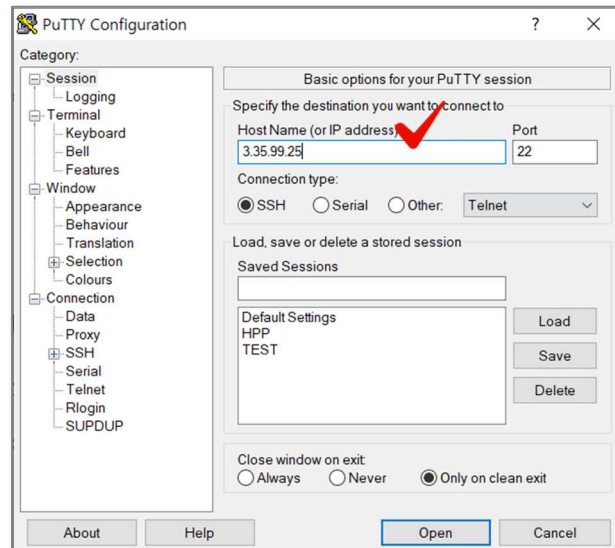 PuTTY Configuration
?
Category:
Session
Logging
Terminal
Keyboard
Bell
Features
Window
Appearance
Behaviour
Translation
Selection
Colours
Connection
Data
Proxy
SSH
Serial
Telnet
Rlogin
SUPDUP
Basic options for your PuTTY session
Specify the destination you want to connect to
Host Name (or IP address) Port
3.35.99.25 22
Connection type:
SSH Serial Other: Telnet
Load, save or delete a stored session
Saved Sessions
Default Settings
HPP
TEST
Load
Save
Delete
Close window on exit:
Always Never Only on clean exit
About Help Open Cancel